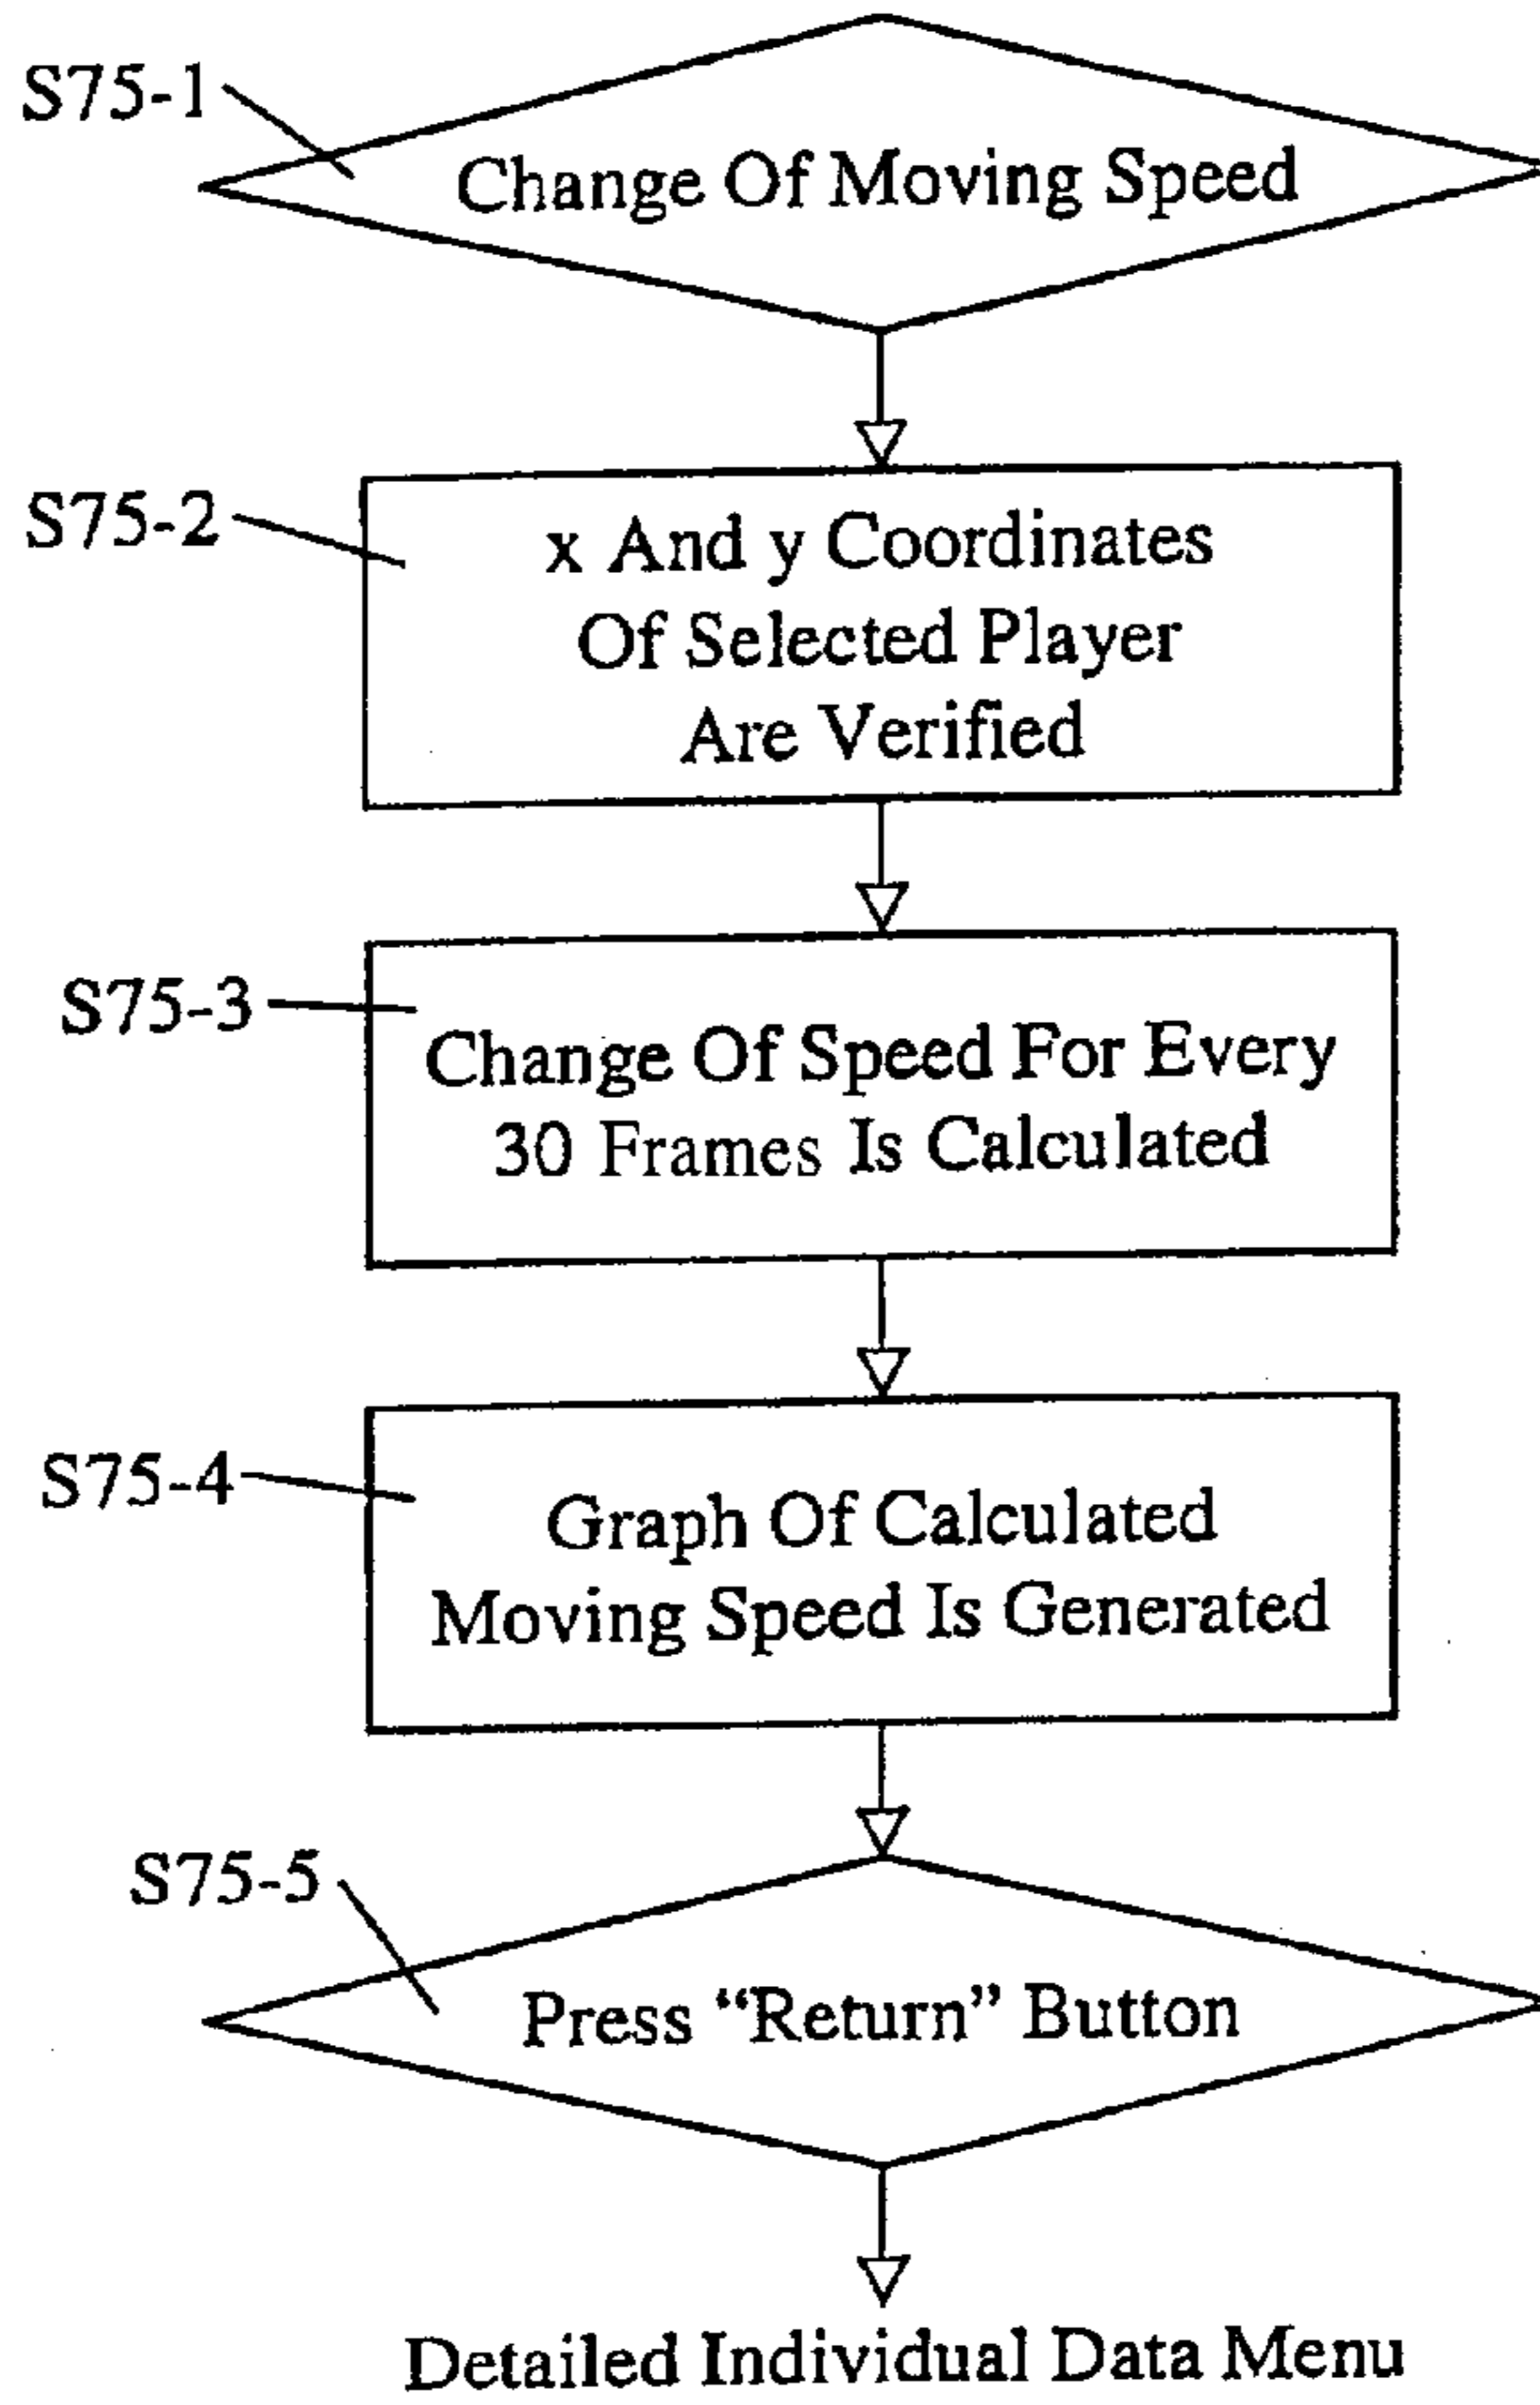 S75-1
Change Of Moving Speed
S75-2
x And y Coordinates
Of Selected Player
Are Verified
S75-3
Change Of Speed For Every
30 Frames Is Calculated
S75-4
Graph Of Calculated
Moving Speed Is Generated
S75-5
Press “Return” Button
Detailed Individual Data Menu